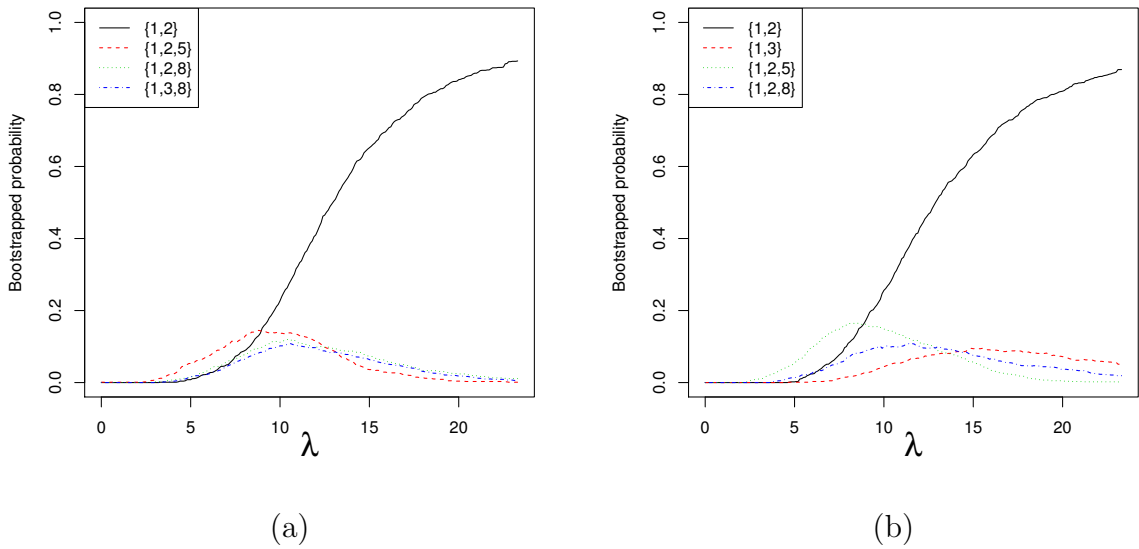 Bootstrapped probability
0.0 0.2 0.4 0.6 0.8 1.0
{1,2}
{1,2,5}
{1,2,8}
{1,3,8}
0 5 10 15 20
λ
(a)
Bootstrapped probability
0.0 0.2 0.4 0.6 0.8 1.0
{1,2}
{1,3}
{1,2,5}
{1,2,8}
0 5 10 15 20
λ
(b)